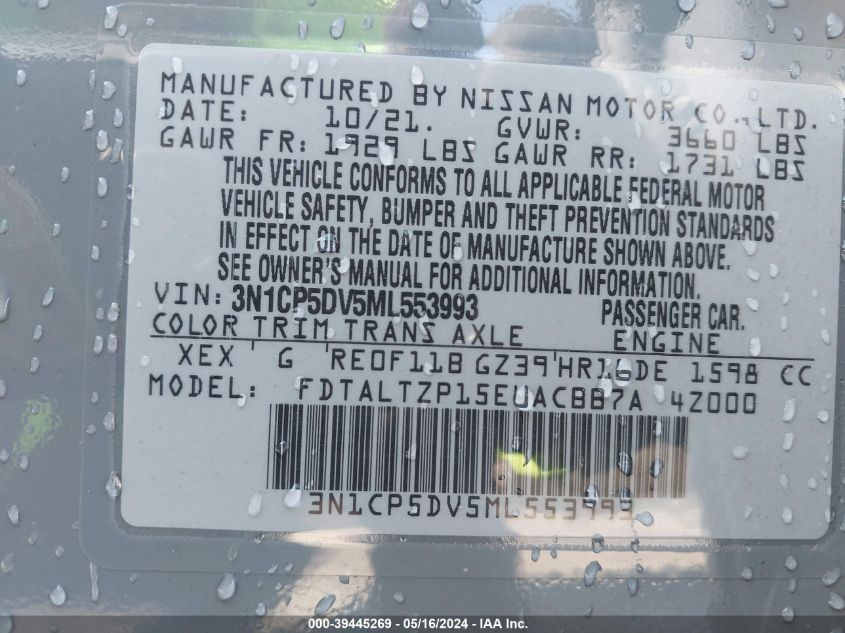 MANUFACTURED BY NISSAN MOTOR CO., LTD.
DATE: 10/21. GVWR: 3660 LBS
GAWR FR: 1929 LBS GAWR RR: 1731 LBS
THIS VEHICLE CONFORMS TO ALL APPLICABLE FEDERAL MOTOR
VEHICLE SAFETY, BUMPER AND THEFT PREVENTION STANDARDS
IN EFFECT ON THE DATE OF MANUFACTURE SHOWN ABOVE.
SEE OWNER'S MANUAL FOR ADDITIONAL INFORMATION.
VIN: 3N1CP5DV5ML553993 PASSENGER CAR.
COLOR TRIM TRANS AXLE ENGINE
XEX ' G ' RE0F11B GZ39 ' HR16DE 1598 CC
MODEL: FDTALTZP15EUACBB7A 4Z000
3N1CP5DV5ML553993
000-39445269 - 05/16/2024 - IAA Inc.